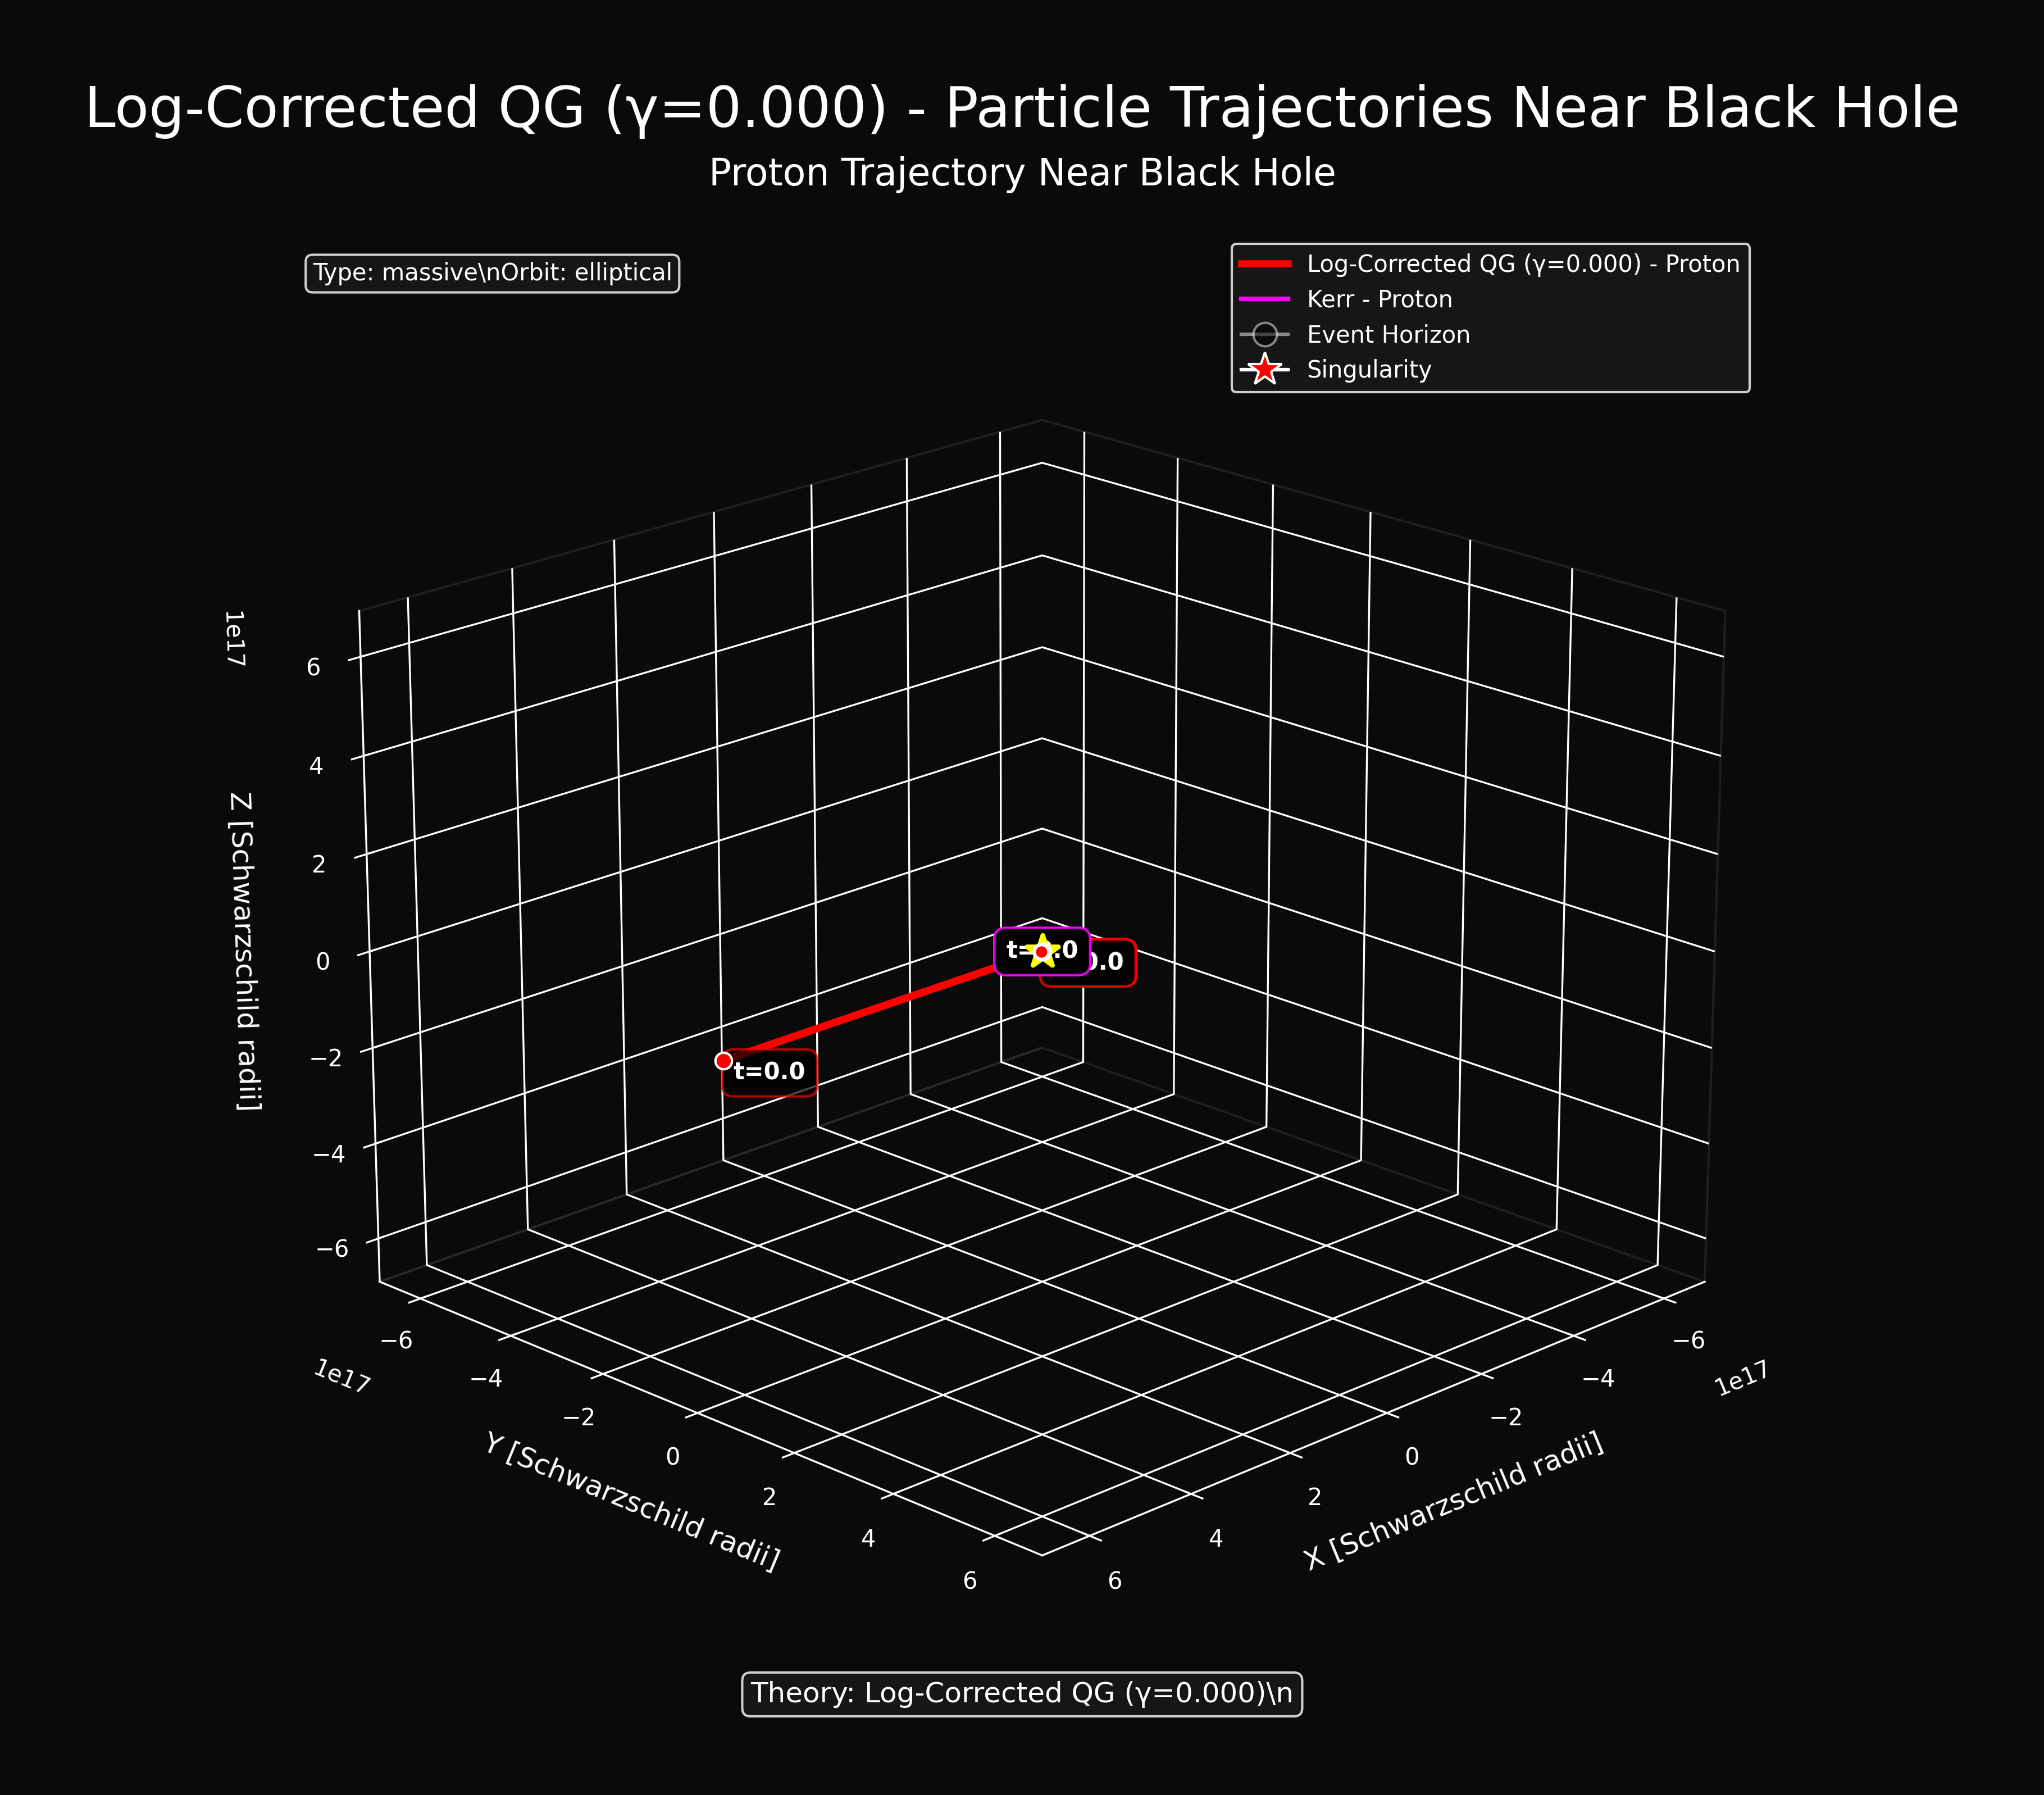 Log-Corrected QG (γ=0.000) - Particle Trajectories Near Black Hole
Proton Trajectory Near Black Hole
Type: massive\nOrbit: elliptical
Log-Corrected QG (γ=0.000) - Proton
Kerr - Proton
Event Horizon
Singularity
1e17
6
4
2
0
−2
−4
−6
Z [Schwarzschild radii]
t=0.0
−6
−4
−2
0
2
4
6
1e17
Y [Schwarzschild radii]
−6
−4
−2
0
2
4
6
1e17
X [Schwarzschild radii]
Theory: Log-Corrected QG (γ=0.000)\n